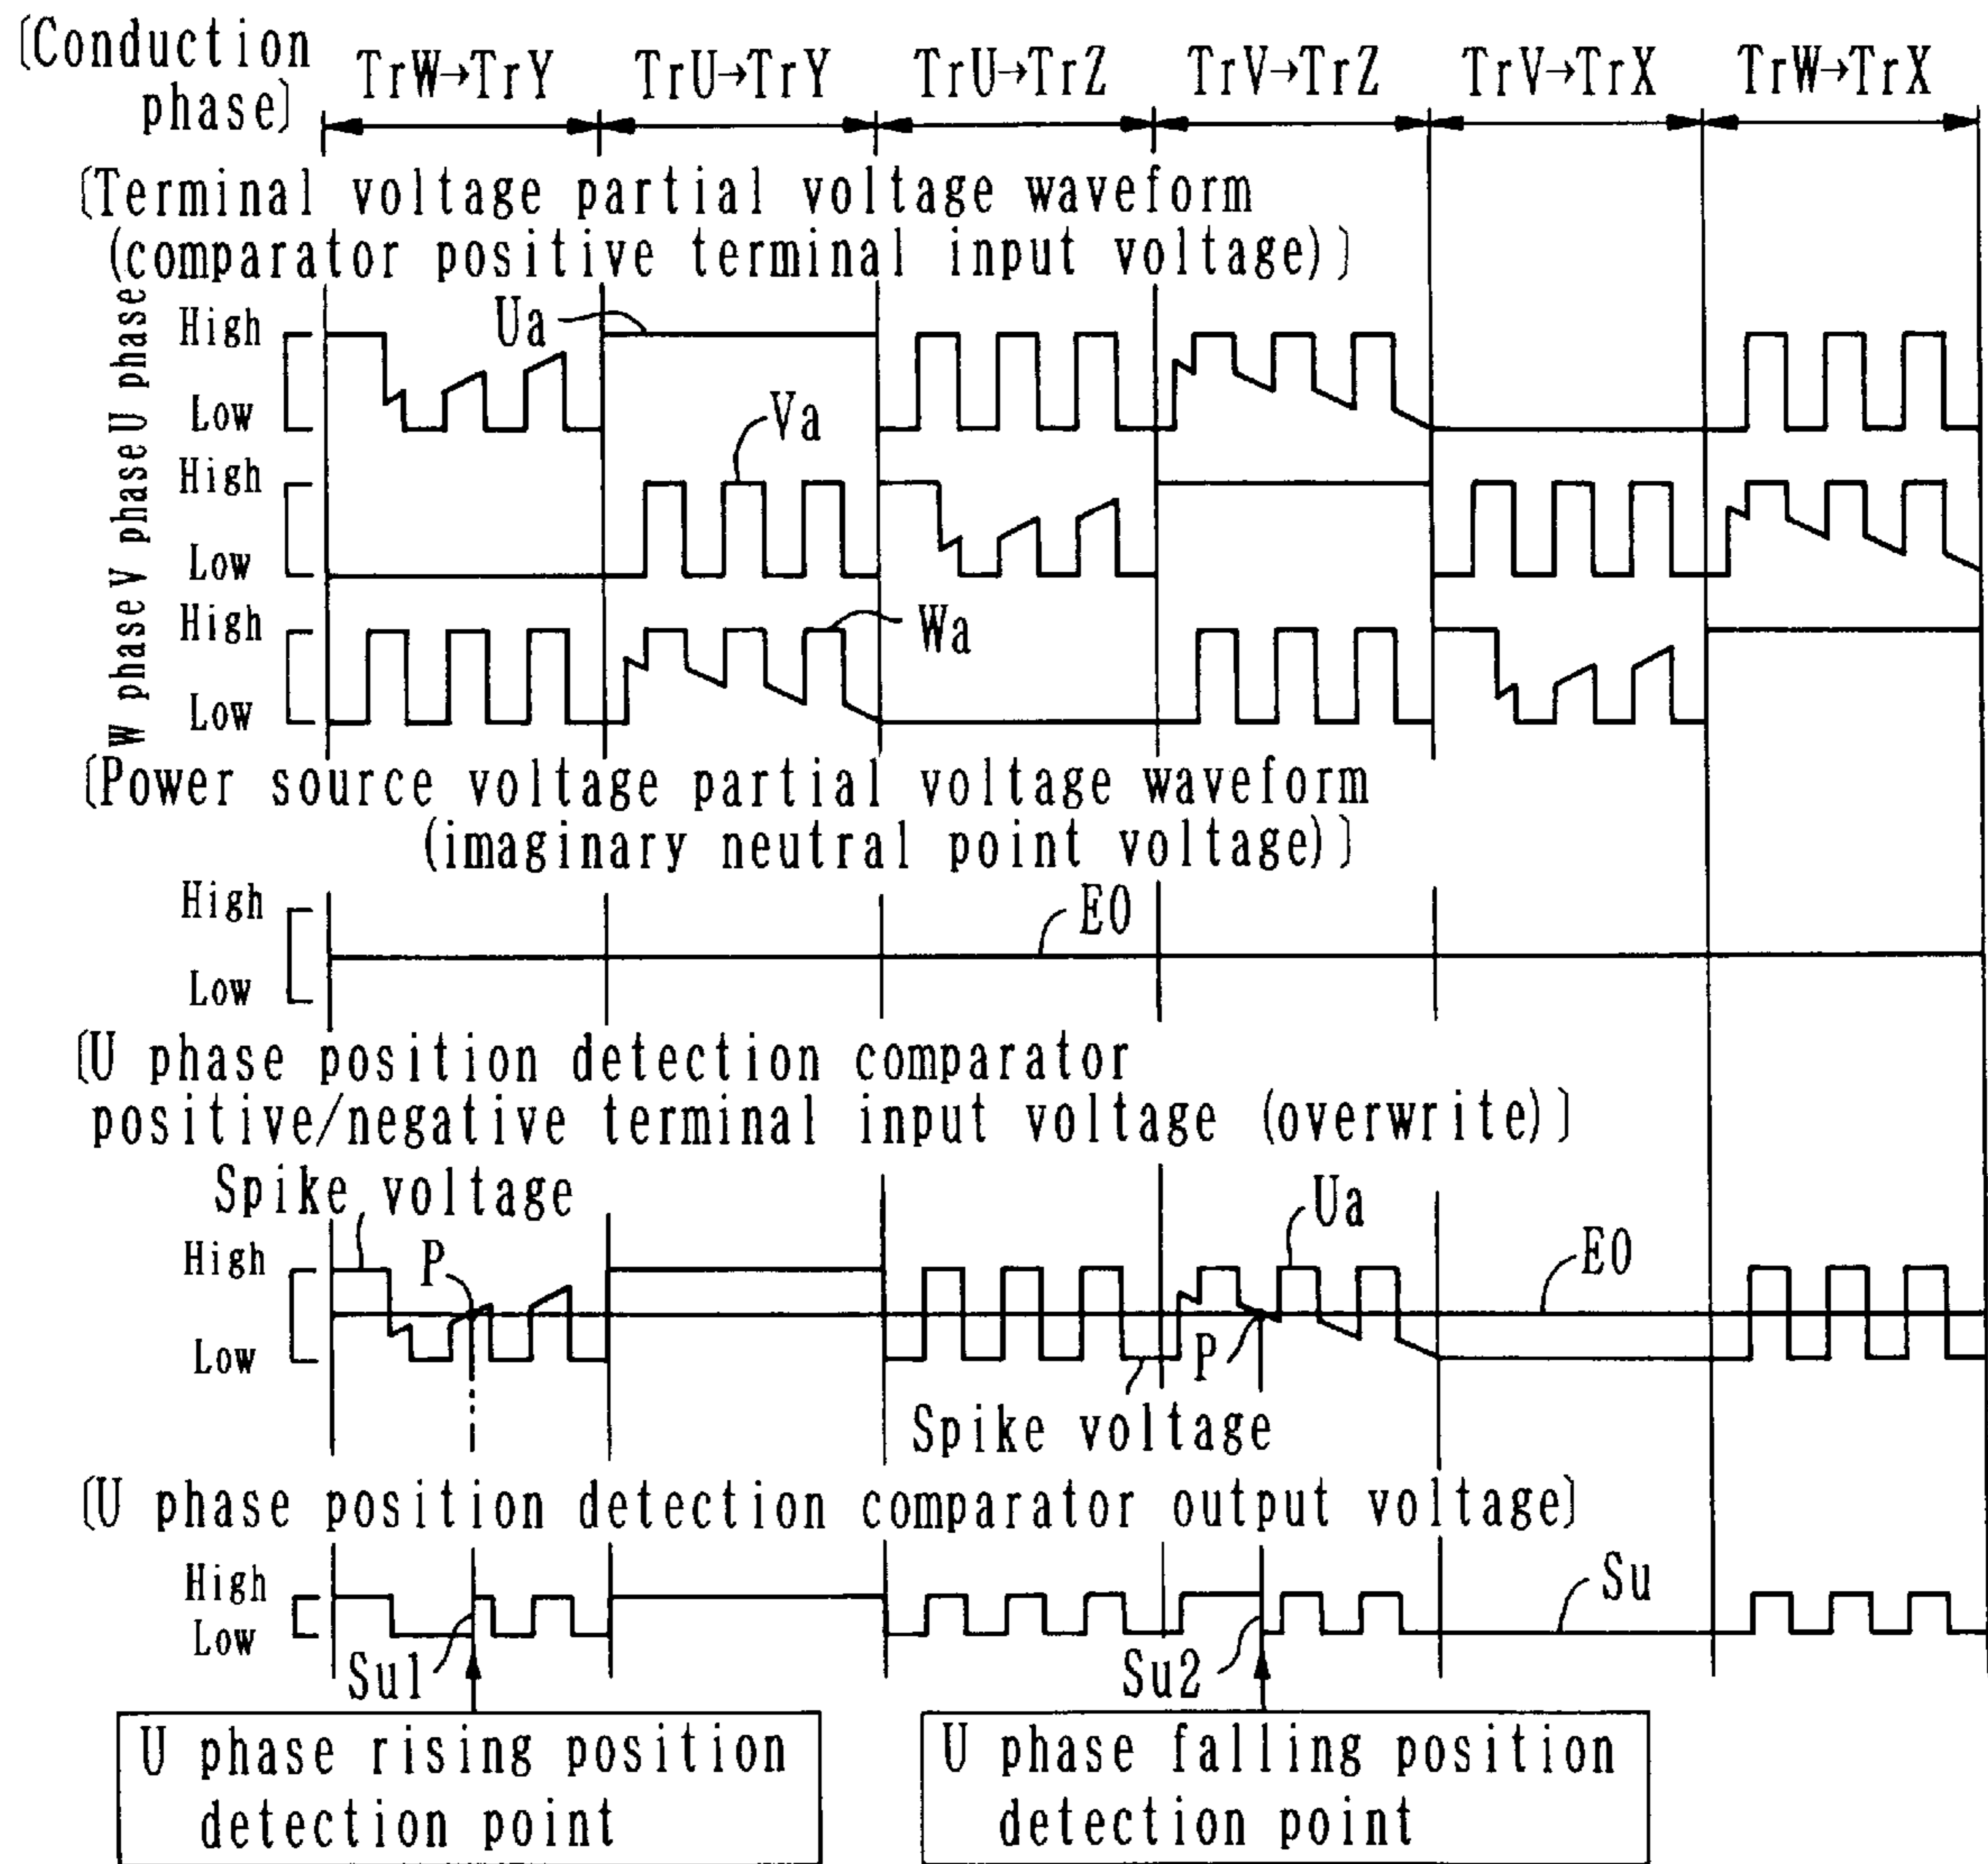 〔Conduction
phase〕
TrW→TrY TrU→TrY TrU→TrZ TrV→TrZ TrV→TrX TrW→TrX
〔Terminal voltage partial voltage waveform
(comparator positive terminal input voltage)〕
U phase
High
Low
Ua
V phase
High
Low
Va
W phase
High
Low
Wa
〔Power source voltage partial voltage waveform
(imaginary neutral point voltage)〕
High
Low
E0
〔U phase position detection comparator
positive/negative terminal input voltage (overwrite)〕
Spike voltage
High
Low
P
Ua
E0
P
Spike voltage
〔U phase position detection comparator output voltage〕
High
Low
Su
Su1
Su2
U phase rising position
detection point
U phase falling position
detection point